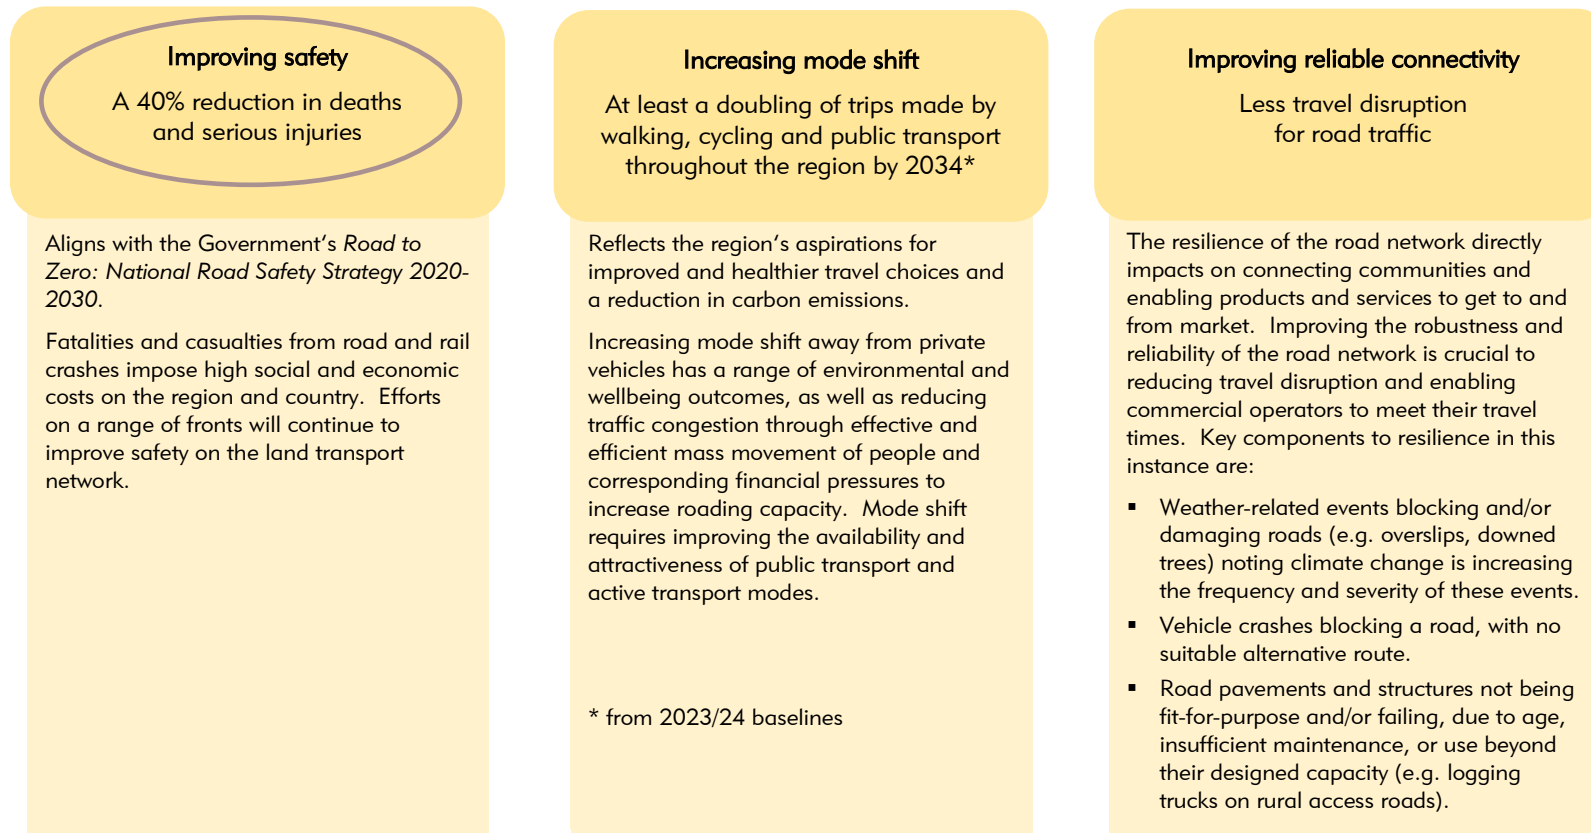 Improving safety
A 40% reduction in deaths
and serious injuries
Aligns with the Government's Road to
Zero: National Road Safety Strategy 2020-
2030.
Fatalities and casualties from road and rail
crashes impose high social and economic
costs on the region and country.  Efforts
on a range of fronts will continue to
improve safety on the land transport
network.
Increasing mode shift
At least a doubling of trips made by
walking, cycling and public transport
throughout the region by 2034*
Reflects the region's aspirations for
improved and healthier travel choices and
a reduction in carbon emissions.
Increasing mode shift away from private
vehicles has a range of environmental and
wellbeing outcomes, as well as reducing
traffic congestion through effective and
efficient mass movement of people and
corresponding financial pressures to
increase roading capacity.  Mode shift
requires improving the availability and
attractiveness of public transport and
active transport modes.
* from 2023/24 baselines
Improving reliable connectivity
Less travel disruption
for road traffic
The resilience of the road network directly
impacts on connecting communities and
enabling products and services to get to and
from market.  Improving the robustness and
reliability of the road network is crucial to
reducing travel disruption and enabling
commercial operators to meet their travel
times.  Key components to resilience in this
instance are:
▪ Weather-related events blocking and/or
damaging roads (e.g. overslips, downed
trees) noting climate change is increasing
the frequency and severity of these events.
▪ Vehicle crashes blocking a road, with no
suitable alternative route.
▪ Road pavements and structures not being
fit-for-purpose and/or failing, due to age,
insufficient maintenance, or use beyond
their designed capacity (e.g. logging
trucks on rural access roads).